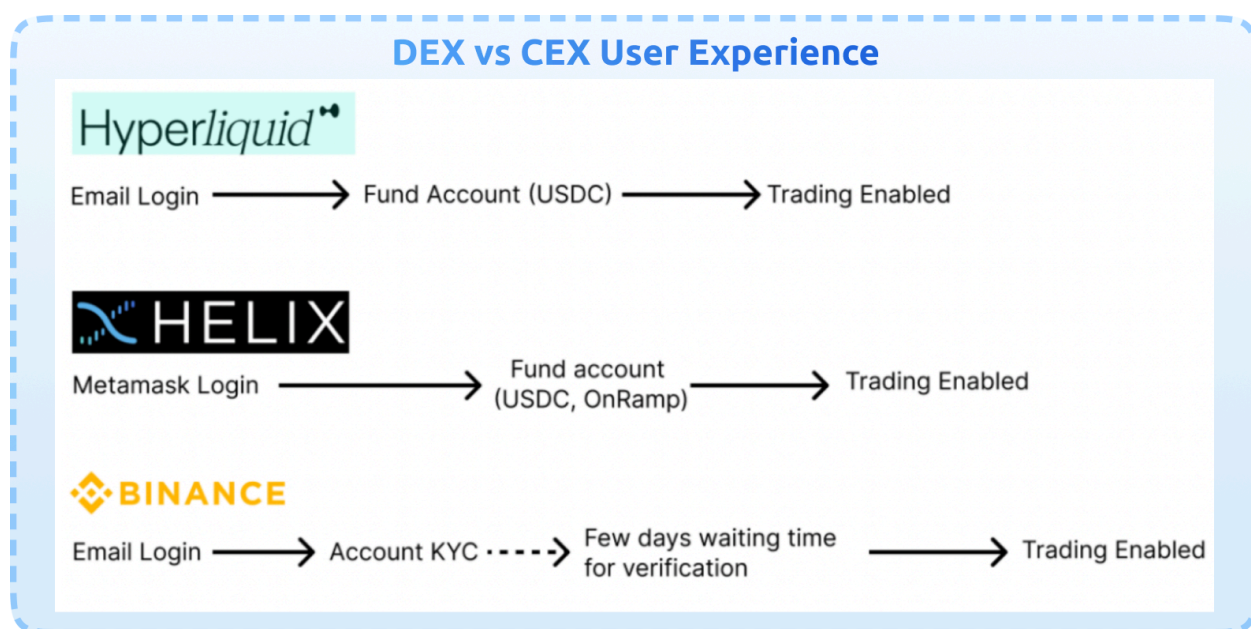 DEX vs CEX User Experience
Hyperliquid
Email Login Fund Account (USDC) Trading Enabled
HELIX
Metamask Login Fund account (USDC, OnRamp) Trading Enabled
BINANCE
Email Login Account KYC Few days waiting time for verification Trading Enabled